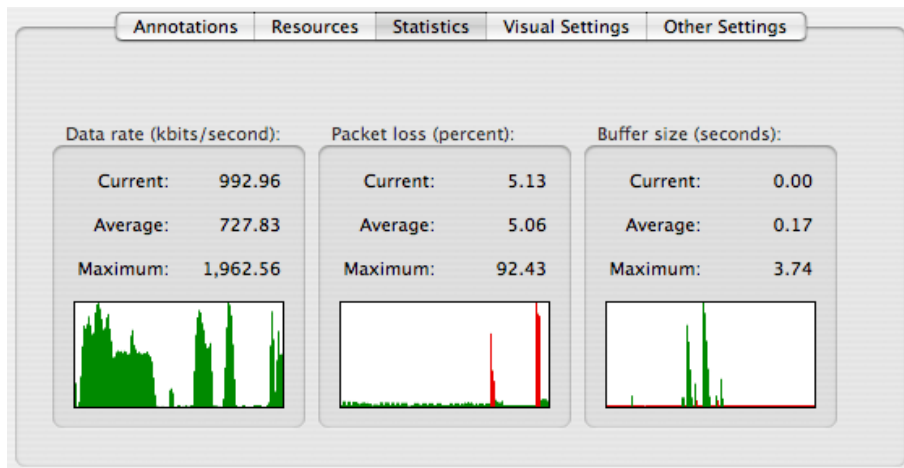 Annotations Resources Statistics Visual Settings Other Settings
Data rate (kbits/second): Packet loss (percent): Buffer size (seconds):
Current: 992.96 Current: 5.13 Current: 0.00
Average: 727.83 Average: 5.06 Average: 0.17
Maximum: 1,962.56 Maximum: 92.43 Maximum: 3.74